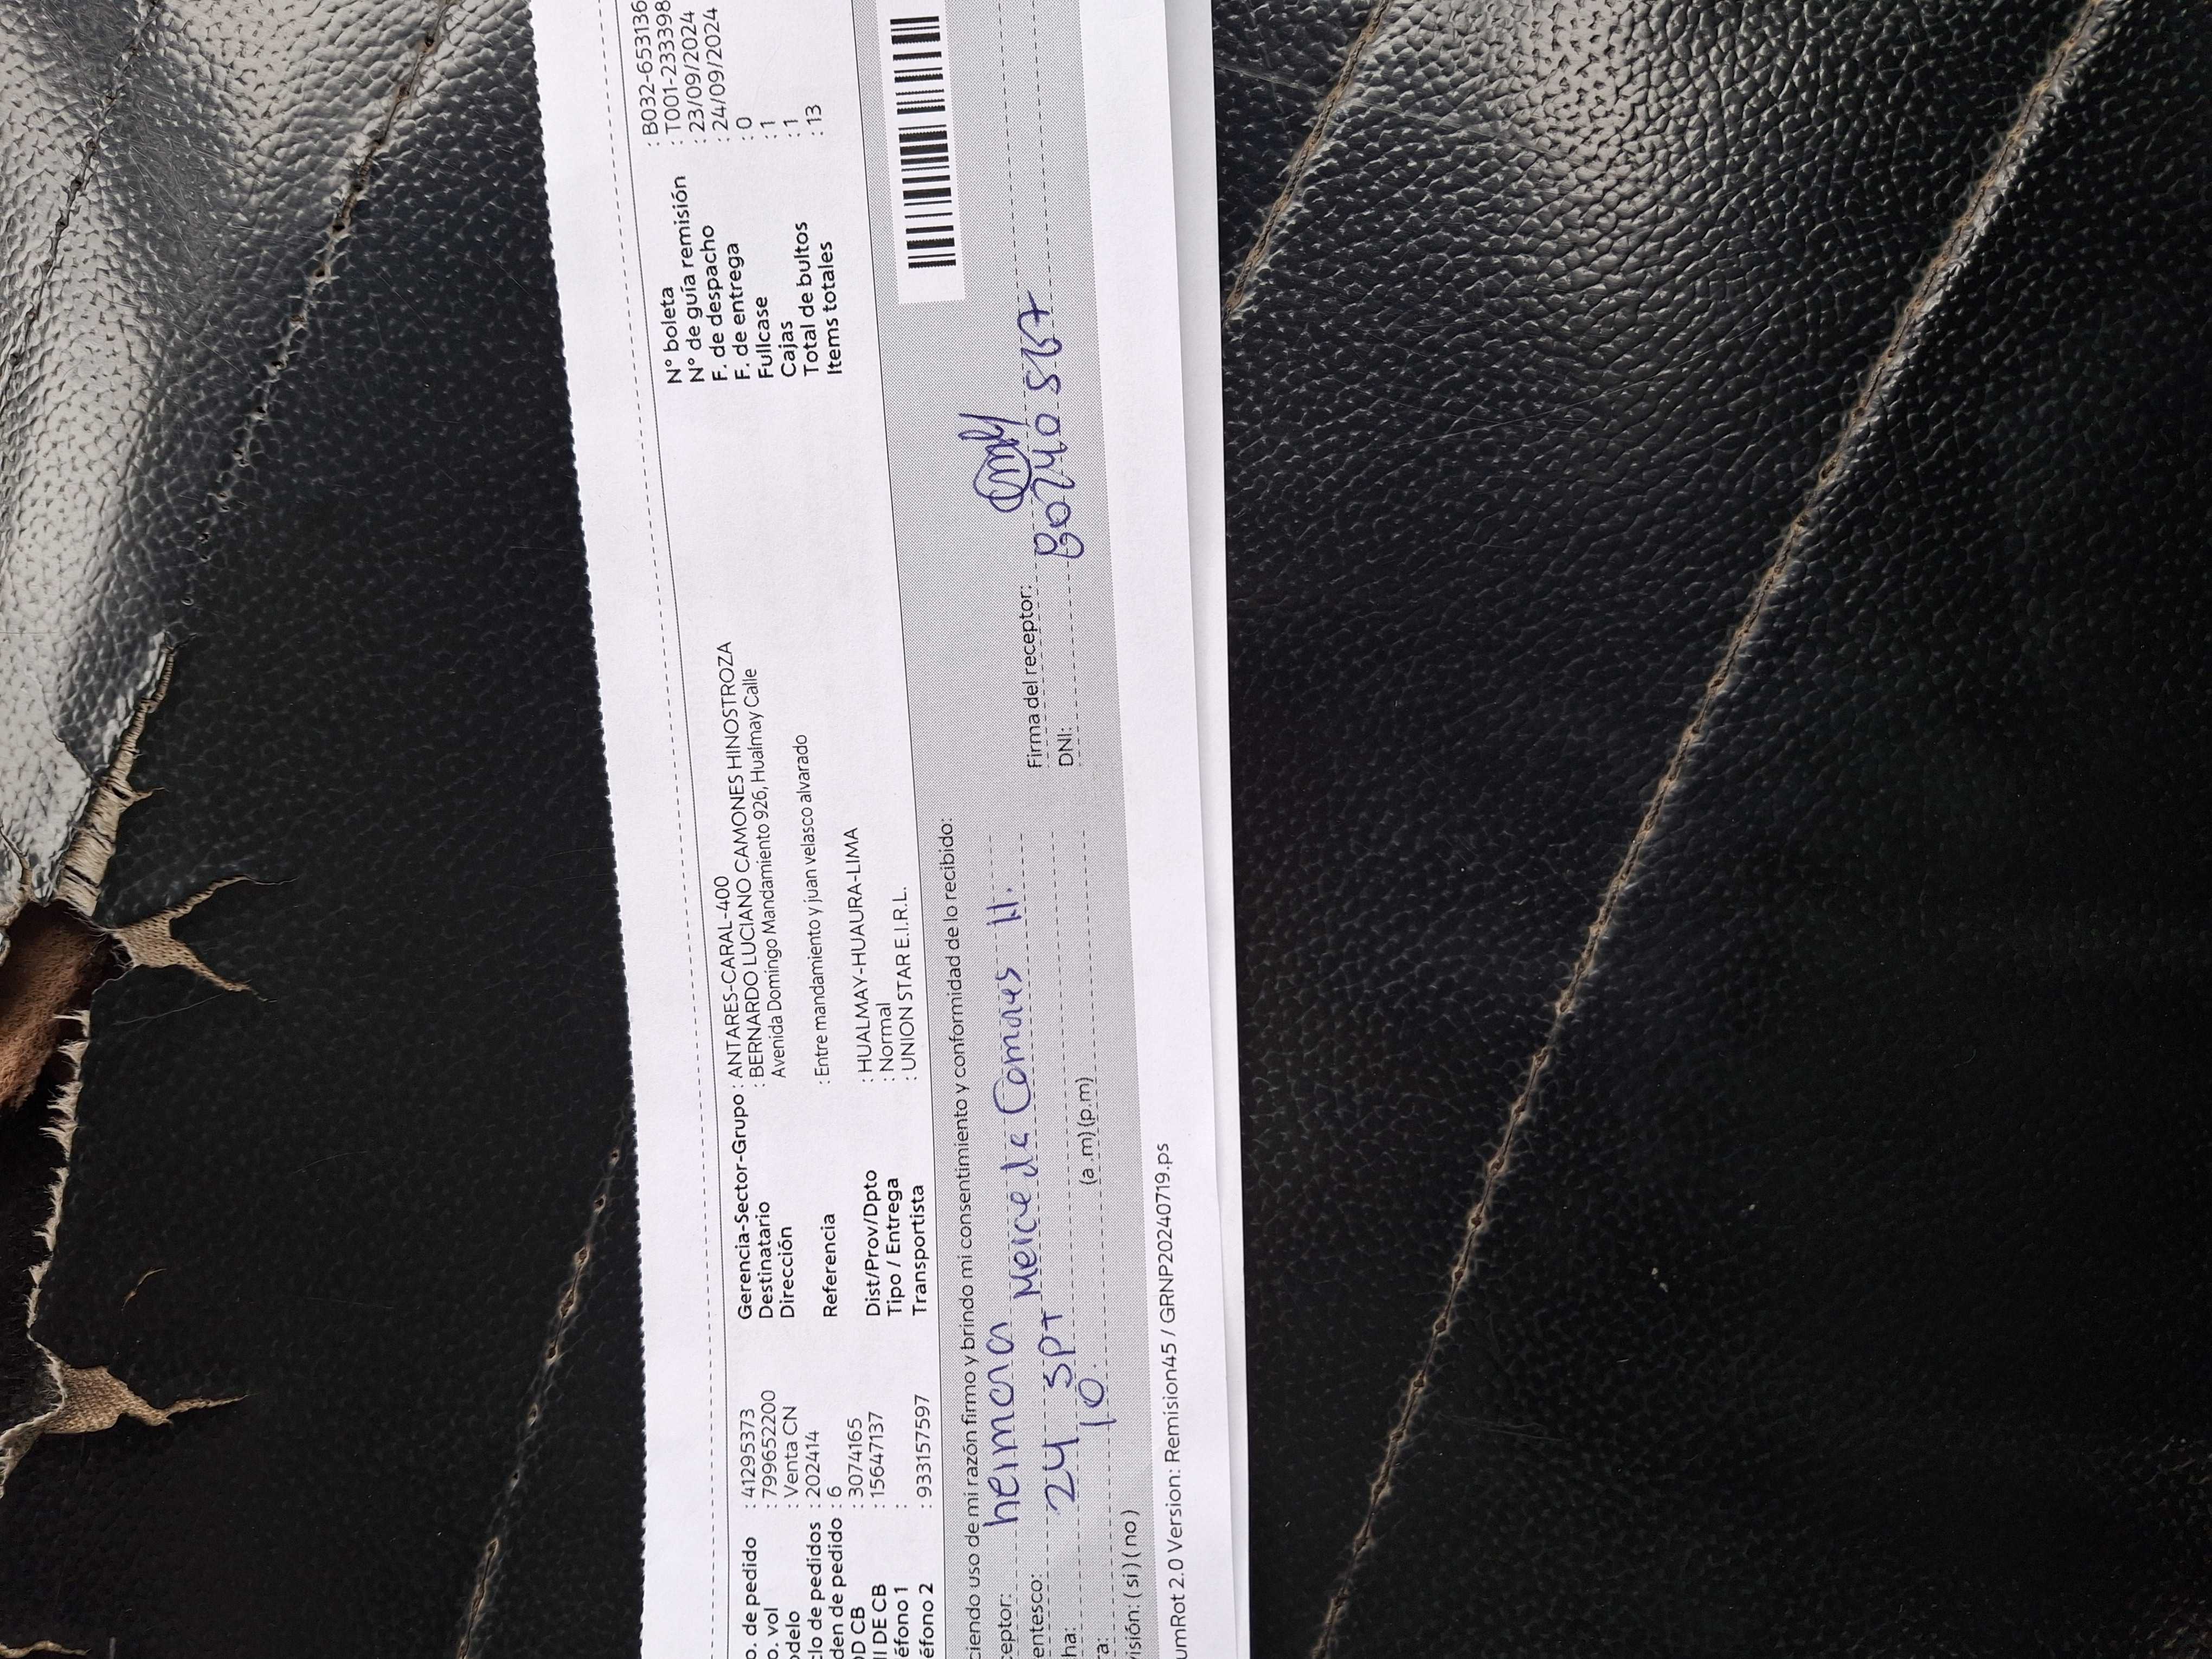 o. de pedido : 41295373
o. vol : 799652200
odelo : Venta CN
clo de pedidos : 202414
den de pedido : 6
OD CB : 3074165
II DE CB : 15647137
éfono 1 :
éfono 2 : 933157597
Gerencia-Sector-Grupo : ANTARES-CARAL-400
Destinatario : BERNARDO LUCIANO CAMONES HINOSTROZA
Dirección Avenida Domingo Mandamiento 926, Hualmay Calle
Referencia : Entre mandamiento y juan velasco alvarado
Dist/Prov/Dpto : HUALMAY-HUAURA-LIMA
Tipo / Entrega : Normal
Transportista : UNION STAR E.I.R.L.
N° boleta : B032-653136
N° de guía remisión : T001-233398
F. de despacho : 23/09/2024
F. de entrega : 24/09/2024
Fullcase : 0
Cajas : 1
Total de bultos : 1
Items totales : 13
ciendo uso de mi razón firmo y brindo mi consentimiento y conformidad de lo recibido:
ceptor: Mercede Comones H.
entesco: hermana
ha: 24 SPT
ra: 10. (a.m) (p.m)
isión: ( si ) ( no )
Firma del receptor:
DNI:
umRot 2.0 Version: Remision45 / GRNP20240719.ps